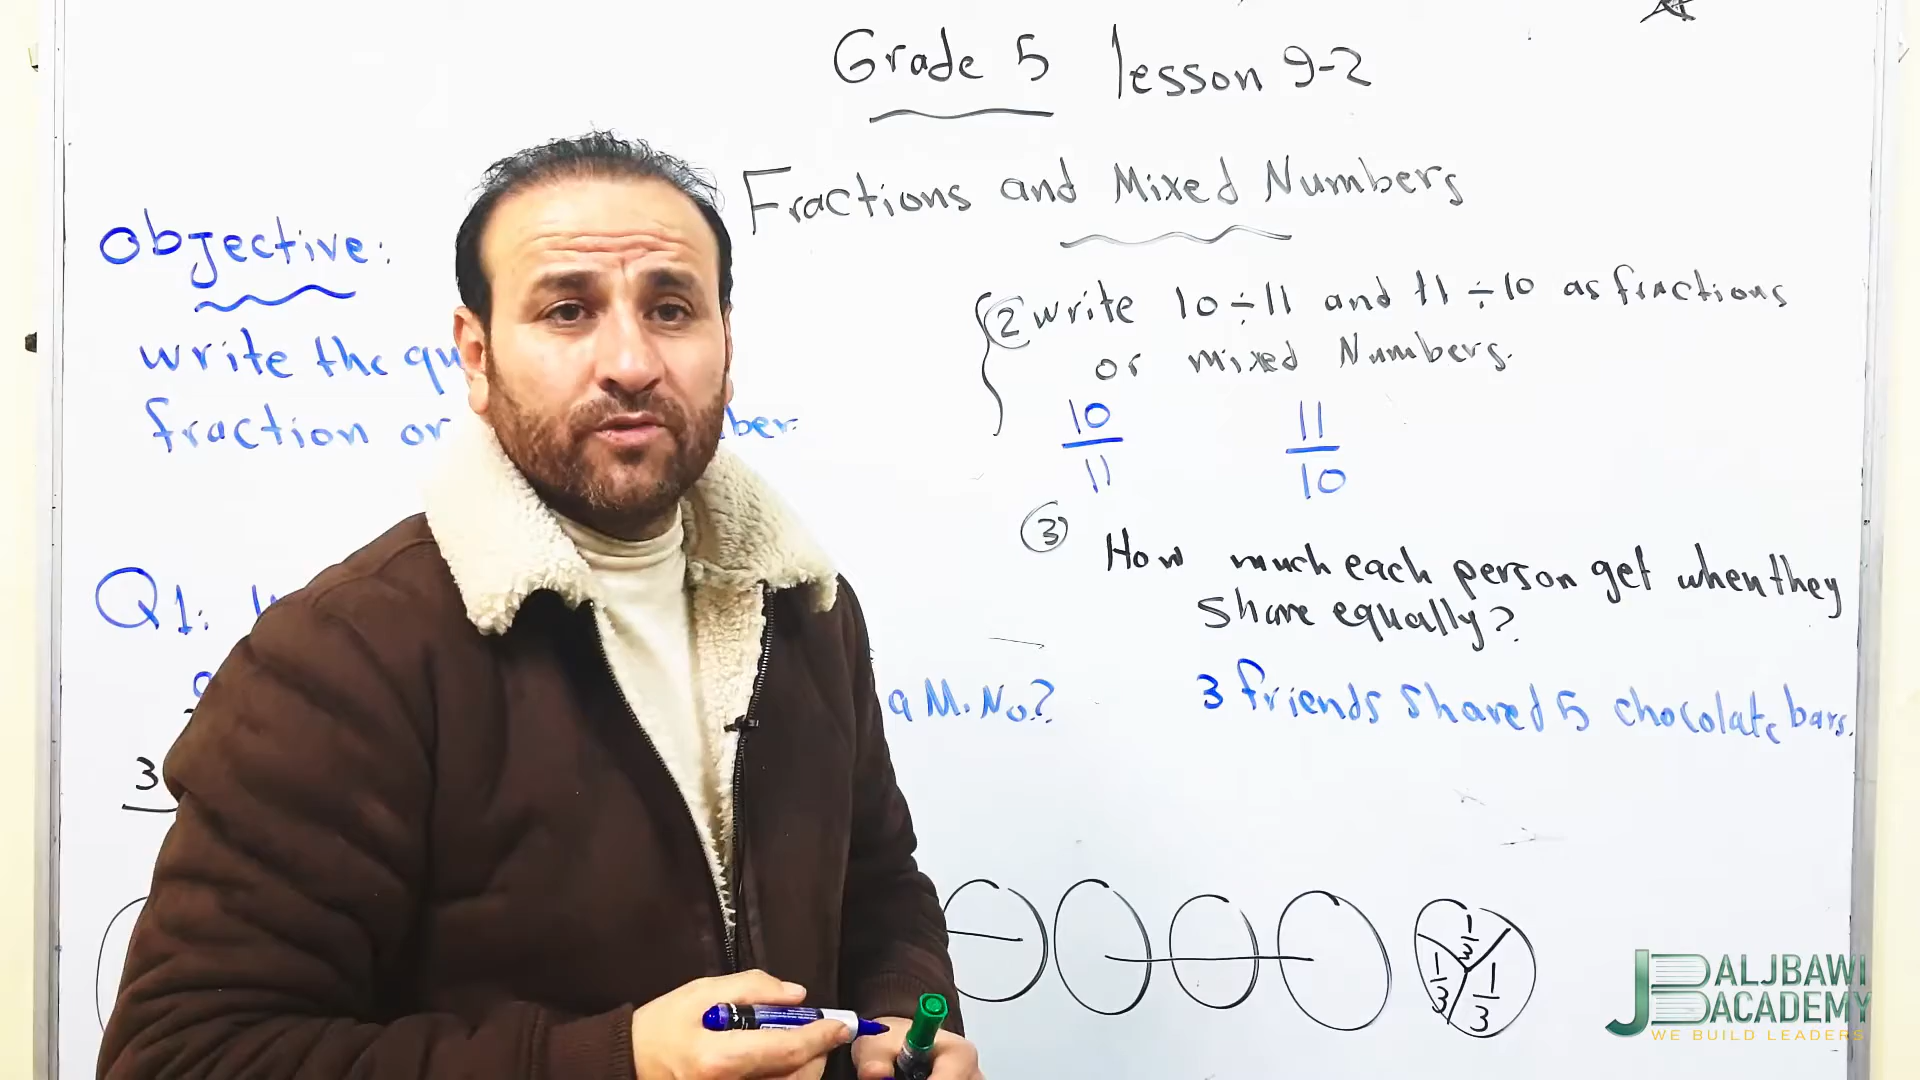 Grade 5 lesson 9-2
Fractions and Mixed Numbers
Objective:
write the
fraction or
② write 10÷11 and 11÷10 as fractions
or mixed Numbers.
10
11
11
10
③
How much each person get when they
share equally?
3 friends shared 5 chocolate bars.
Q1:
a M. No.?
3
1
3
1
3
1
3
ALJBAWI
ACADEMY
WE BUILD LEADERS